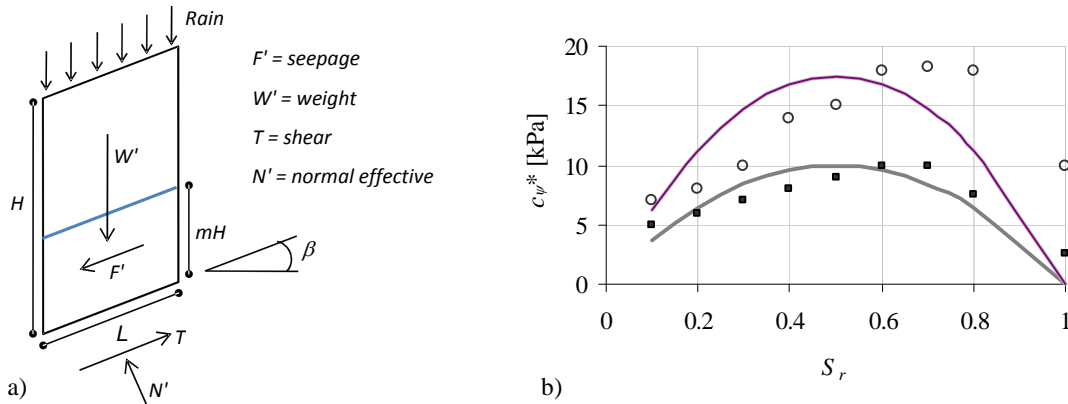 Rain
F' = seepage
W' = weight
T = shear
N' = normal effective
W'
H
mH
F'
β
L
T
N'
a)
20
15
10
5
0
c_ψ* [kPa]
0
0.2
0.4
0.6
0.8
1
S_r
b)